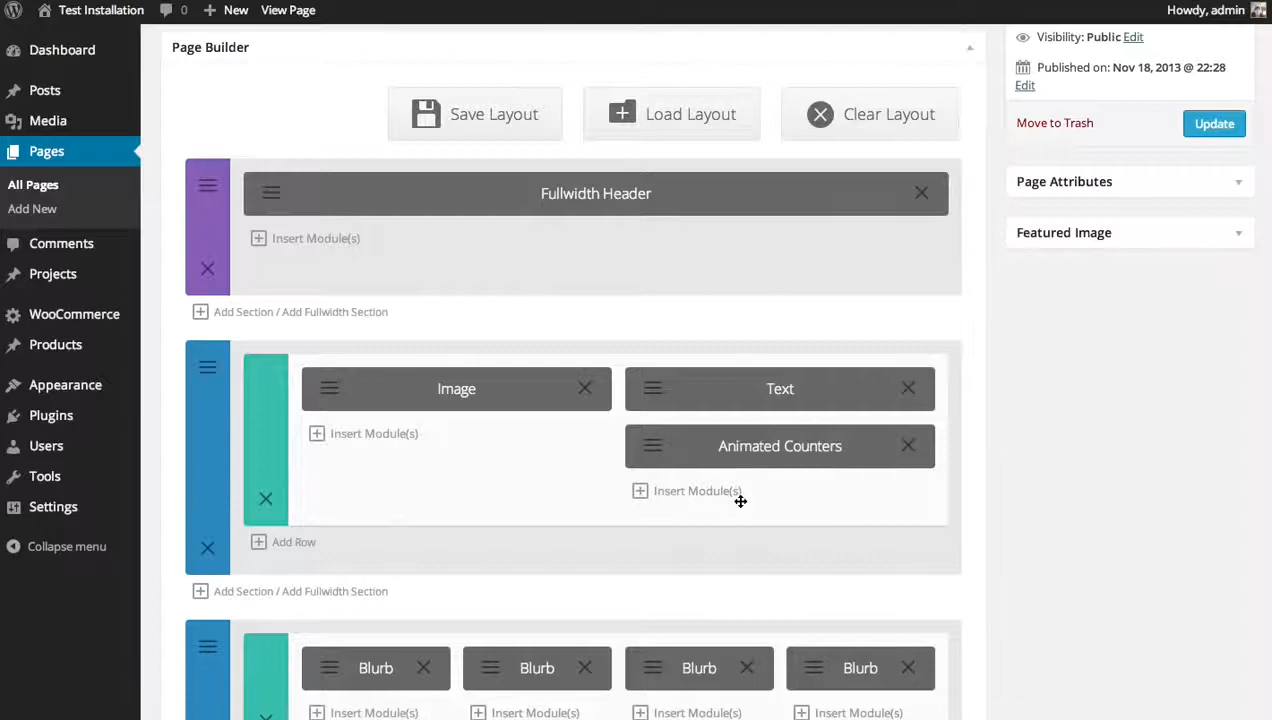 Test Installation 0 New View Page Howdy, admin
Dashboard
Posts
Media
Pages
All Pages
Add New
Comments
Projects
WooCommerce
Products
Appearance
Plugins
Users
Tools
Settings
Collapse menu
Page Builder
Save Layout Load Layout Clear Layout
Fullwidth Header
Insert Module(s)
Add Section / Add Fullwidth Section
Image Text
Insert Module(s) Animated Counters
Insert Module(s)
Add Row
Add Section / Add Fullwidth Section
Blurb Blurb Blurb Blurb
Insert Module(s) Insert Module(s) Insert Module(s) Insert Module(s)
Visibility: Public Edit
Published on: Nov 18, 2013 @ 22:28
Edit
Move to Trash Update
Page Attributes
Featured Image